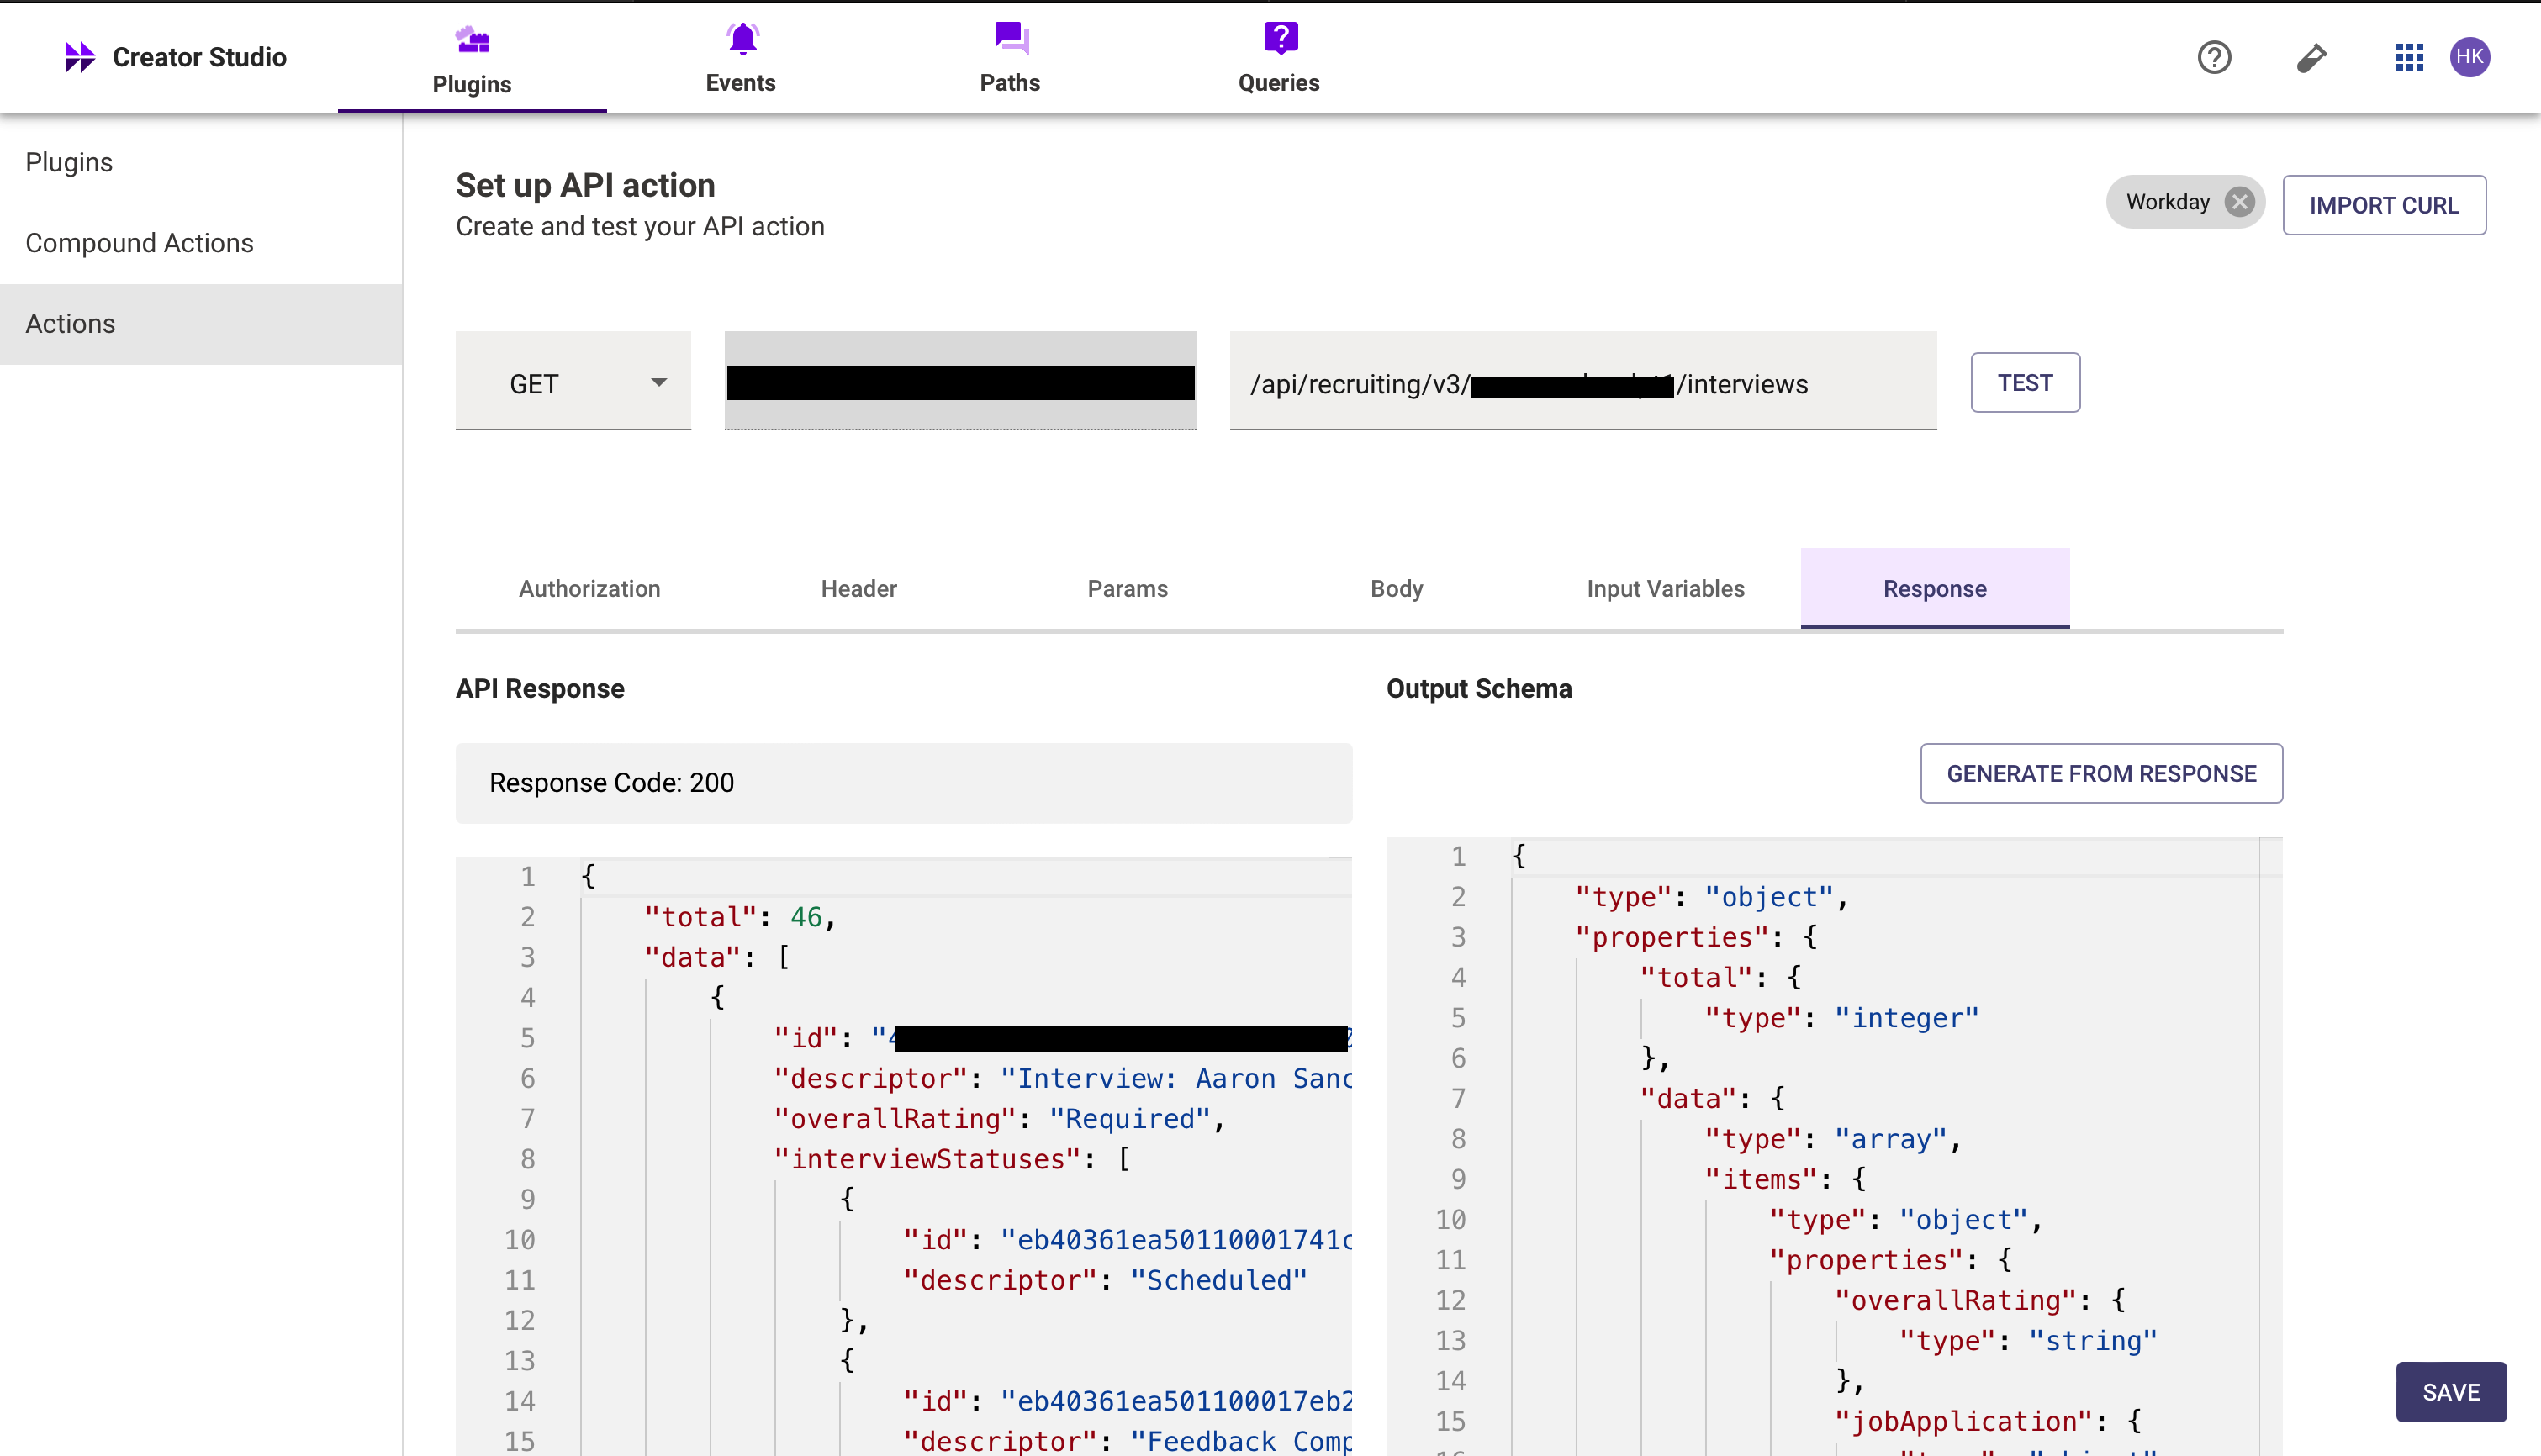 Creator Studio
Plugins
Events
Paths
Queries
HK
Plugins
Compound Actions
Actions
Set up API action
Create and test your API action
Workday
IMPORT CURL
GET
/api/recruiting/v3/ /interviews
TEST
Authorization
Header
Params
Body
Input Variables
Response
API Response
Response Code: 200
1 {
2 "total": 46,
3 "data": [
4 {
5 "id": "4
6 "descriptor": "Interview: Aaron Sanc
7 "overallRating": "Required",
8 "interviewStatuses": [
9 {
10 "id": "eb40361ea50110001741c
11 "descriptor": "Scheduled"
12 },
13 {
14 "id": "eb40361ea501100017eb2
15 "descriptor": "Feedback Comp
Output Schema
GENERATE FROM RESPONSE
1 {
2 "type": "object",
3 "properties": {
4 "total": {
5 "type": "integer"
6 },
7 "data": {
8 "type": "array",
9 "items": {
10 "type": "object",
11 "properties": {
12 "overallRating": {
13 "type": "string"
14 },
15 "jobApplication": {
SAVE